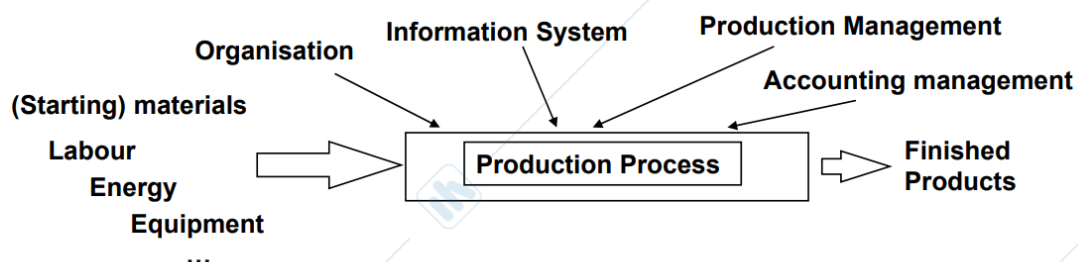 Organisation
Information System
Production Management
Accounting management
(Starting) materials
Labour
Energy
Equipment
...
Production Process
Finished
Products